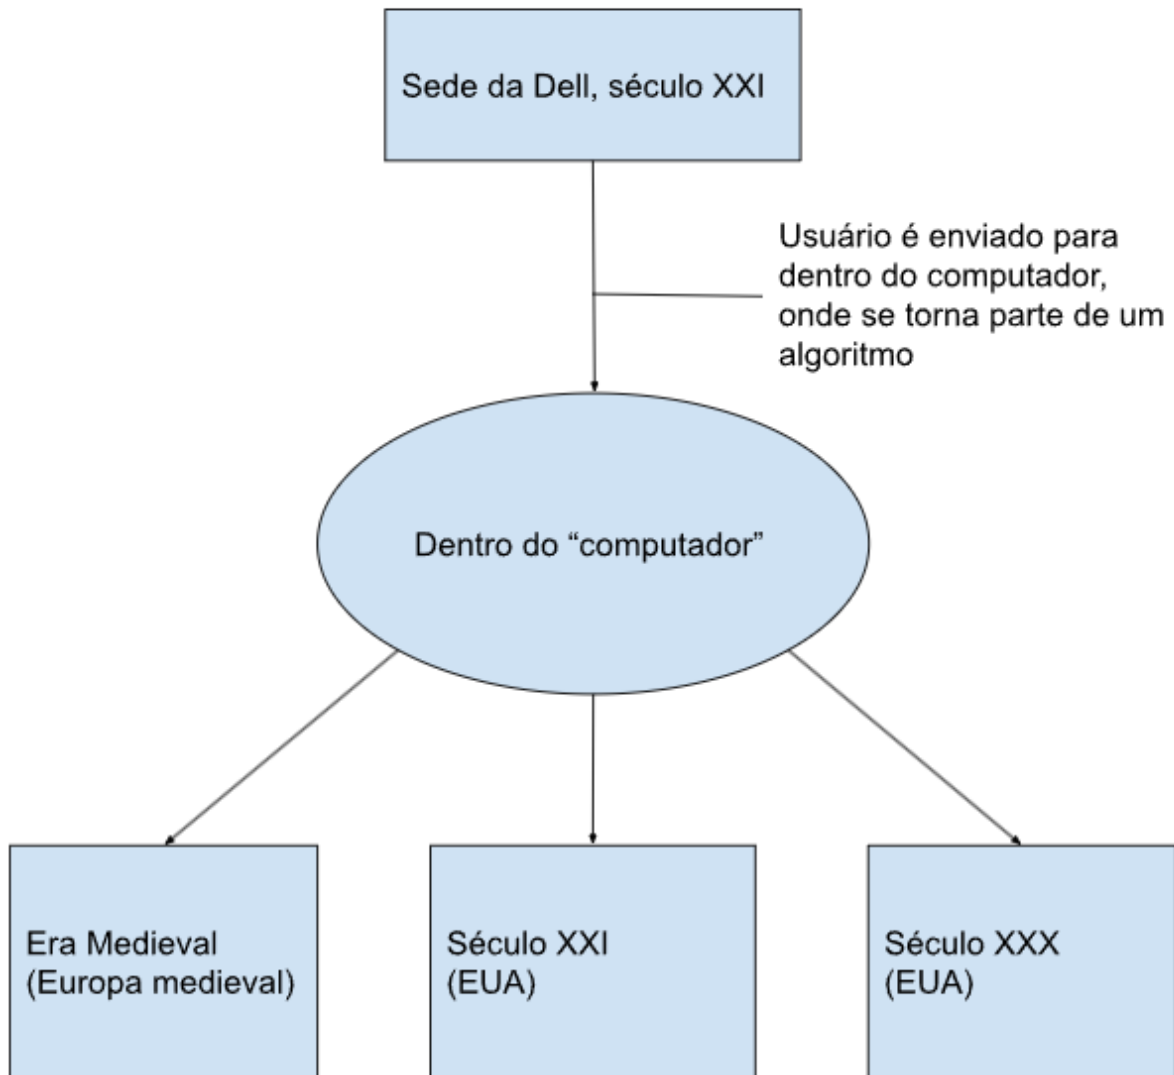 Sede da Dell, século XXI
Usuário é enviado para
dentro do computador,
onde se torna parte de um
algoritmo
Dentro do “computador”
Era Medieval
(Europa medieval)
Século XXI
(EUA)
Século XXX
(EUA)